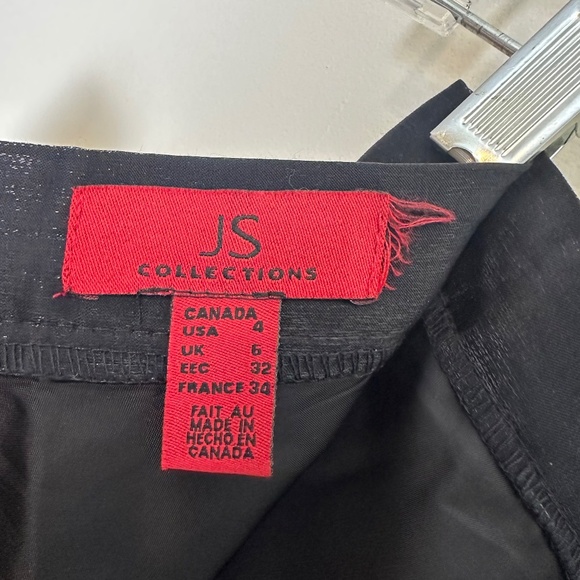 JS
COLLECTIONS
CANADA
USA 4
UK 6
EEC 32
FRANCE 34
FAIT AU
MADE IN
HECHO EN
CANADA